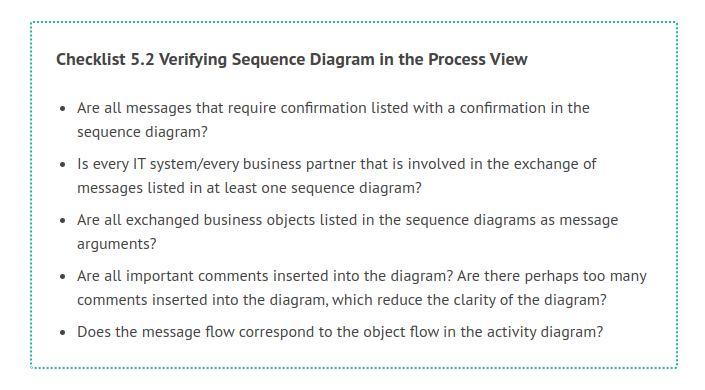 Checklist 5.2 Verifying Sequence Diagram in the Process View
• Are all messages that require confirmation listed with a confirmation in the
sequence diagram?
• Is every IT system/every business partner that is involved in the exchange of
messages listed in at least one sequence diagram?
• Are all exchanged business objects listed in the sequence diagrams as message
arguments?
• Are all important comments inserted into the diagram? Are there perhaps too many
comments inserted into the diagram, which reduce the clarity of the diagram?
• Does the message flow correspond to the object flow in the activity diagram?